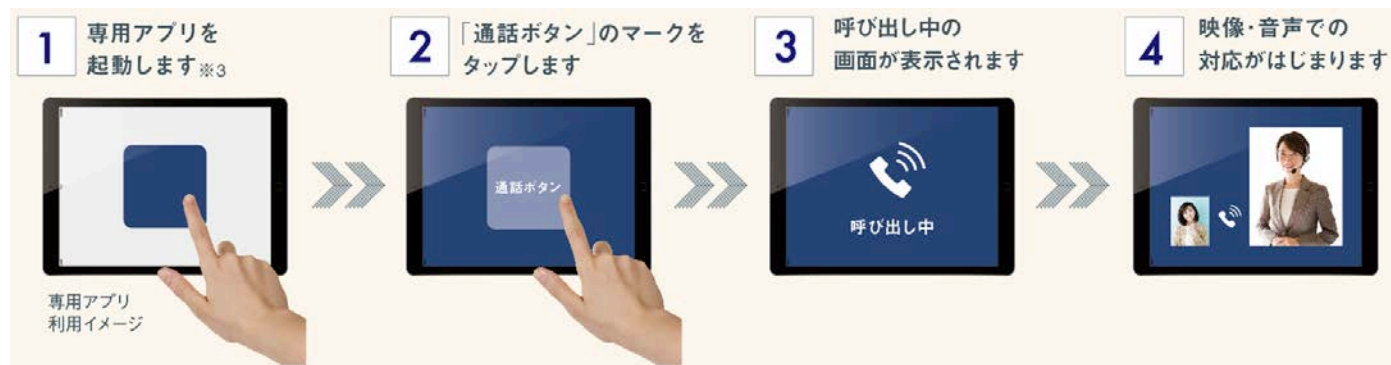 1
専用アプリを
起動します※3
2
「通話ボタン」のマークを
タップします
3
呼び出し中の
画面が表示されます
4
映像・音声での
対応がはじまります
通話ボタン
呼び出し中
専用アプリ
利用イメージ